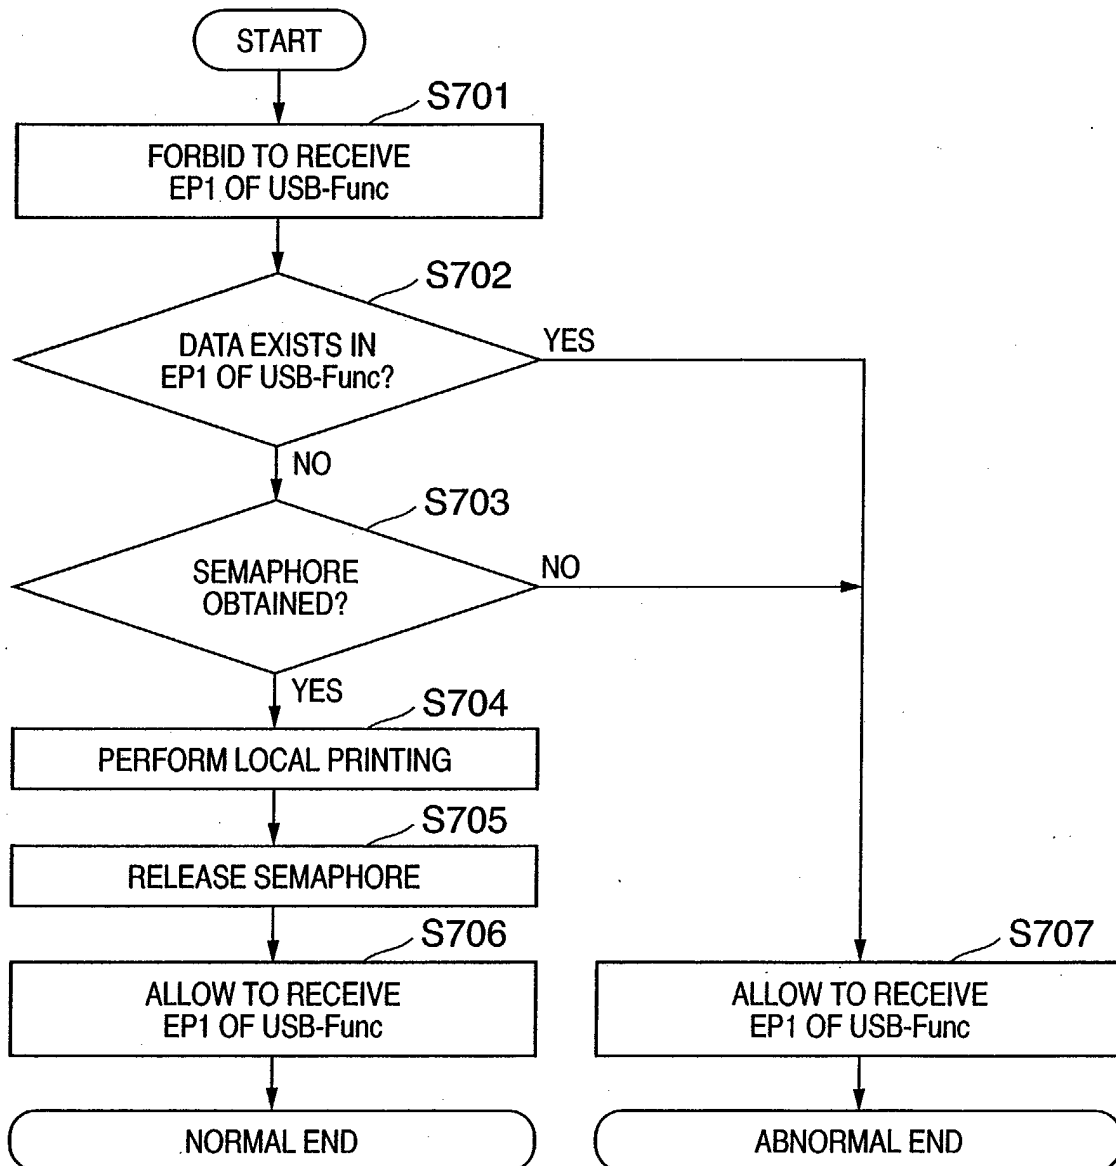 START
S701
FORBID TO RECEIVE
EP1 OF USB-Func
S702
DATA EXISTS IN
EP1 OF USB-Func?
YES
NO
S703
SEMAPHORE
OBTAINED?
NO
YES
S704
PERFORM LOCAL PRINTING
S705
RELEASE SEMAPHORE
S706
ALLOW TO RECEIVE
EP1 OF USB-Func
S707
ALLOW TO RECEIVE
EP1 OF USB-Func
NORMAL END
ABNORMAL END